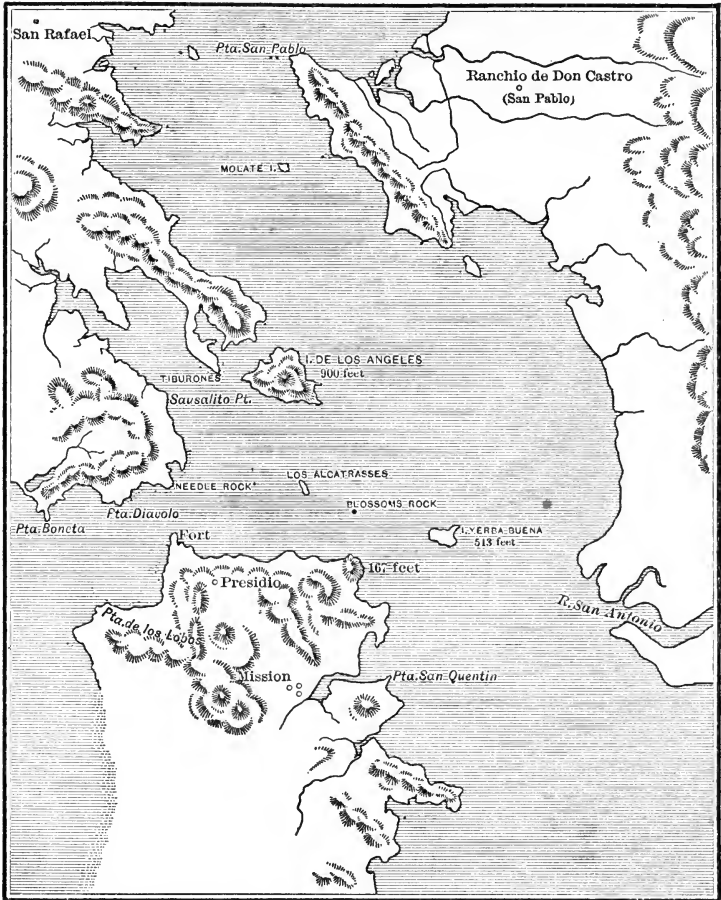 San Rafael
Pta. San Pablo
Ranchio de Don Castro
(San Pablo)
MOLATE I.
I. DE LOS ANGELES
900 feet
TIBURONES
Sausalito Pt.
LOS ALCATRASSES
NEEDLE ROCK
BLOSSOMS ROCK
Pta. Boneta
Pta. Diavolo
I. YERBA BUENA
513 feet
Fort
167 feet
Presidio
R. San Antonio
Pta. de los Lobos
Mission
Pta. San Quentin